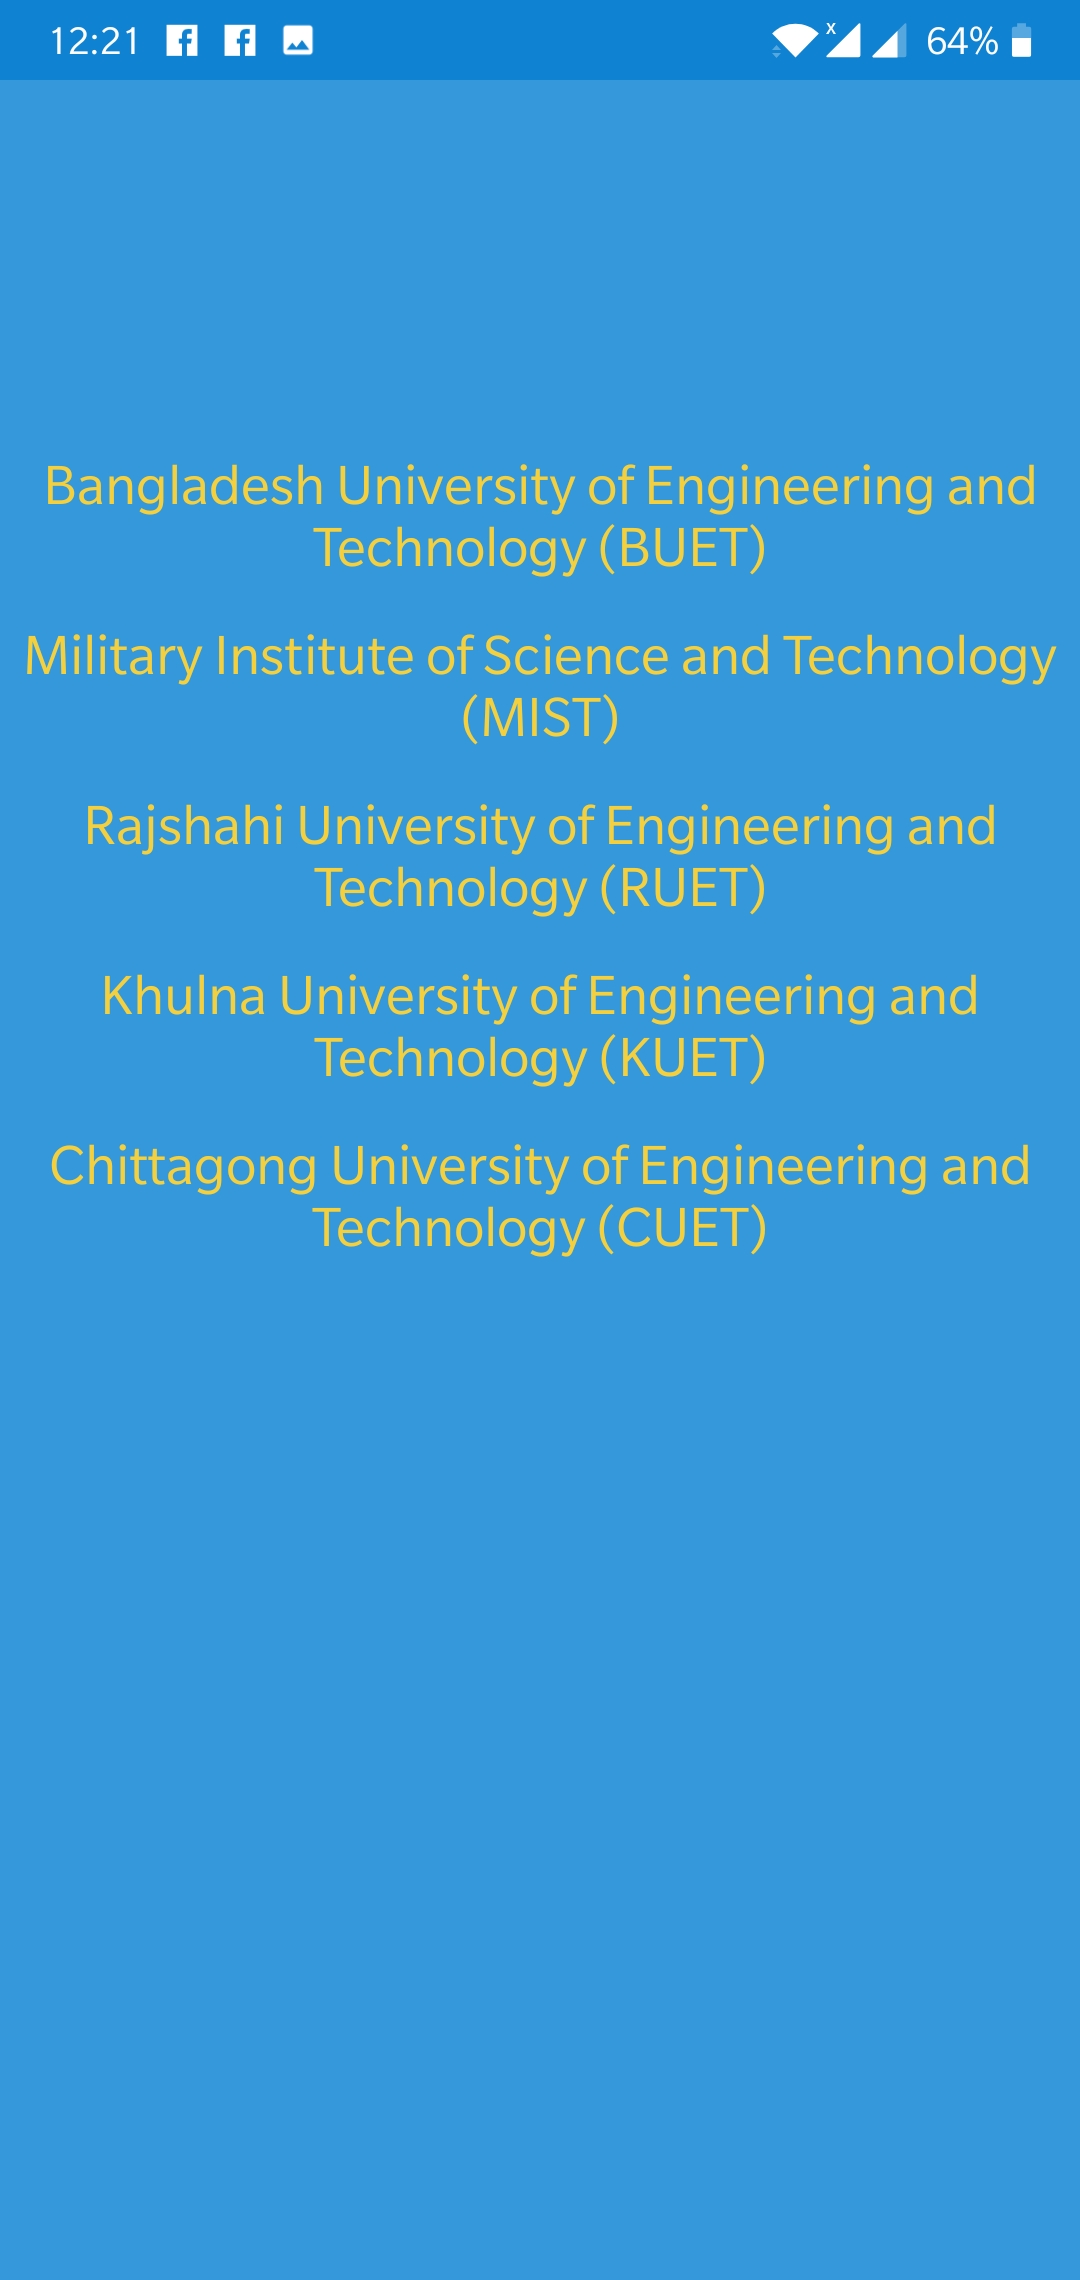 12:21
64%
Bangladesh University of Engineering and
Technology (BUET)
Military Institute of Science and Technology
(MIST)
Rajshahi University of Engineering and
Technology (RUET)
Khulna University of Engineering and
Technology (KUET)
Chittagong University of Engineering and
Technology (CUET)